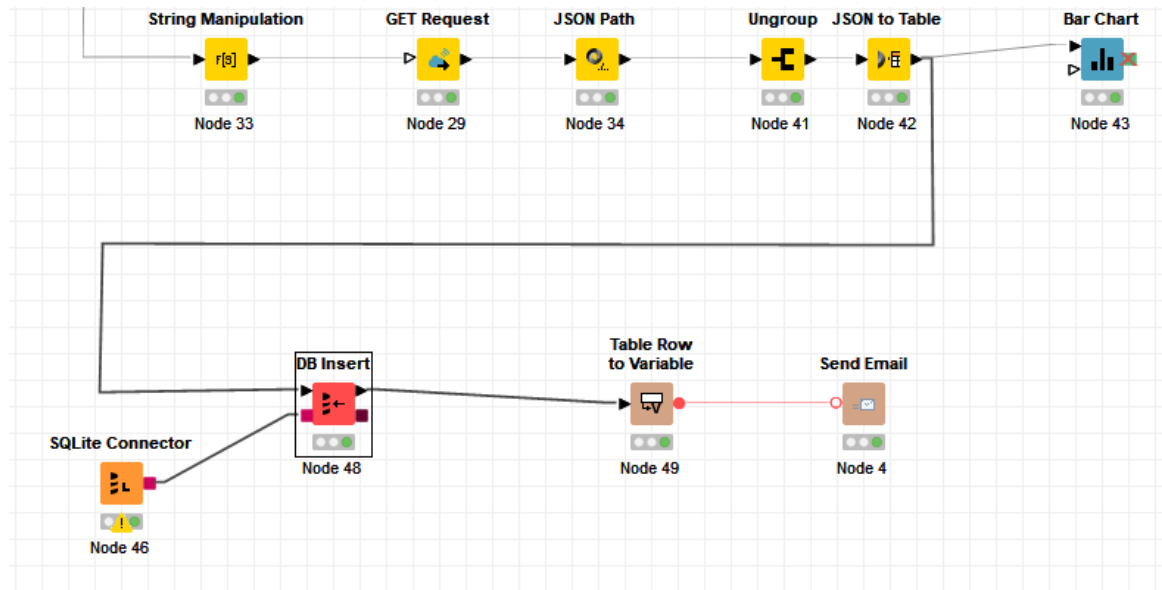 String Manipulation
GET Request
JSON Path
Ungroup
JSON to Table
Bar Chart
F[S]
Node 33
Node 29
Node 34
Node 41
Node 42
Node 43
Table Row
to Variable
DB Insert
Send Email
V
SQLite Connector
Node 48
Node 49
Node 4
L
Node 46